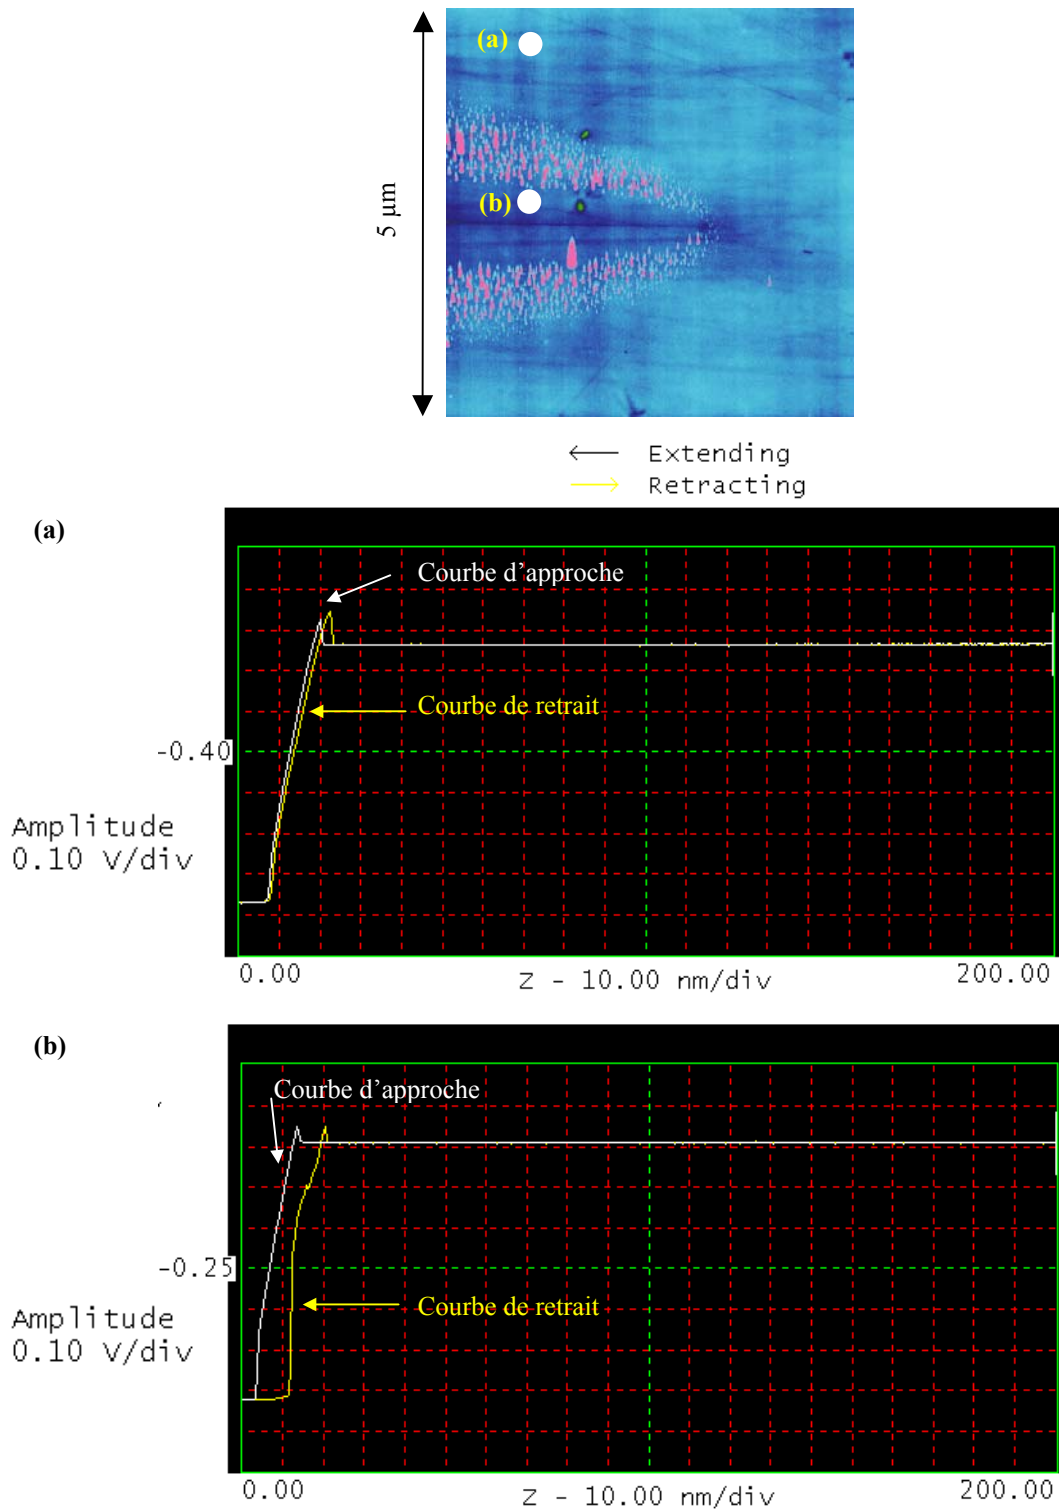 (a)
(b)
5 µm
Extending
Retracting
(a)
Courbe d’approche
Courbe de retrait
-0.40
Amplitude
0.10 V/div
0.00
Z - 10.00 nm/div
200.00
(b)
Courbe d’approche
-0.25
Courbe de retrait
Amplitude
0.10 V/div
0.00
Z - 10.00 nm/div
200.00